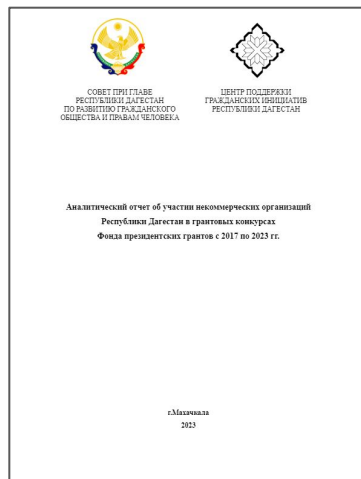 СОВЕТ ПРИ ГЛАВЕ
РЕСПУБЛИКИ ДАГЕСТАН
ПО РАЗВИТИЮ ГРАЖДАНСКОГО
ОБЩЕСТВА И ПРАВАМ ЧЕЛОВЕКА
ЦЕНТР ПОДДЕРЖКИ
ГРАЖДАНСКИХ ИНИЦИАТИВ
РЕСПУБЛИКИ ДАГЕСТАН
Аналитический отчет об участии некоммерческих организаций
Республики Дагестан в грантовых конкурсах
Фонда президентских грантов с 2017 по 2023 гг.
г.Махачкала
2023